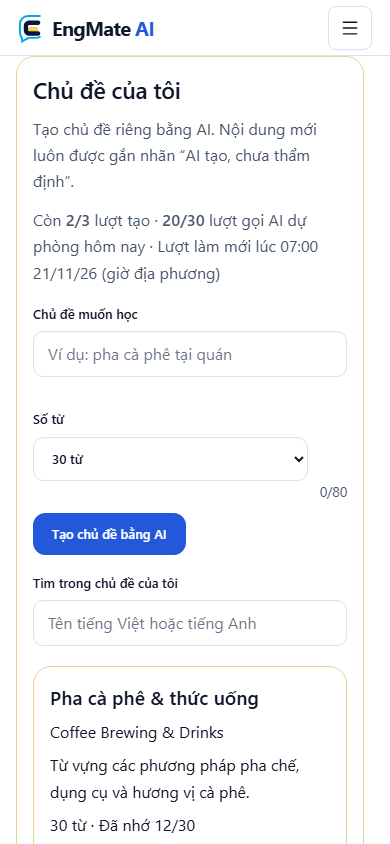 EngMate AI
Chủ đề của tôi
Tạo chủ đề riêng bằng AI. Nội dung mới
luôn được gắn nhãn “AI tạo, chưa thẩm
định”.
Còn 2/3 lượt tạo · 20/30 lượt gọi AI dự
phòng hôm nay · Lượt làm mới lúc 07:00
21/11/26 (giờ địa phương)
Chủ đề muốn học
Ví dụ: pha cà phê tại quán
Số từ
30 từ
0/80
Tạo chủ đề bằng AI
Tìm trong chủ đề của tôi
Tên tiếng Việt hoặc tiếng Anh
Pha cà phê & thức uống
Coffee Brewing & Drinks
Từ vựng các phương pháp pha chế,
dụng cụ và hương vị cà phê.
30 từ · Đã nhớ 12/30